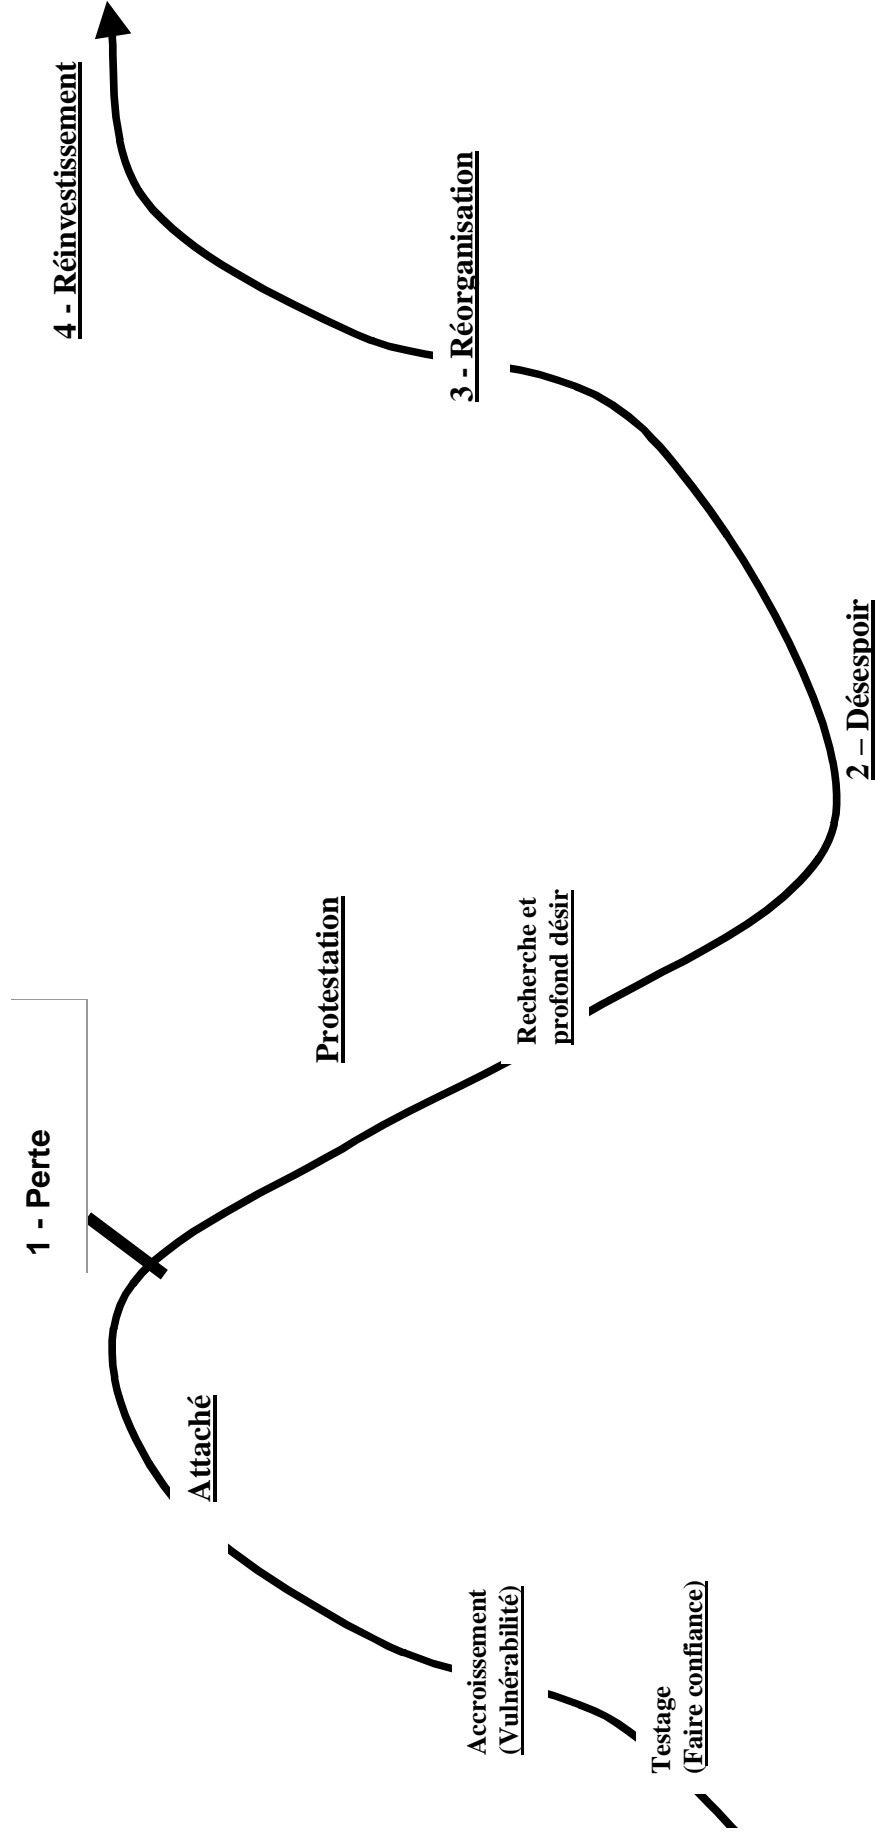 1 - Perte
4 - Réinvestissement
Attaché
Protestation
3 - Réorganisation
Accroissement
(Vulnérabilité)
Recherche et
profond désir
Testage
(Faire confiance)
2 – Désespoir